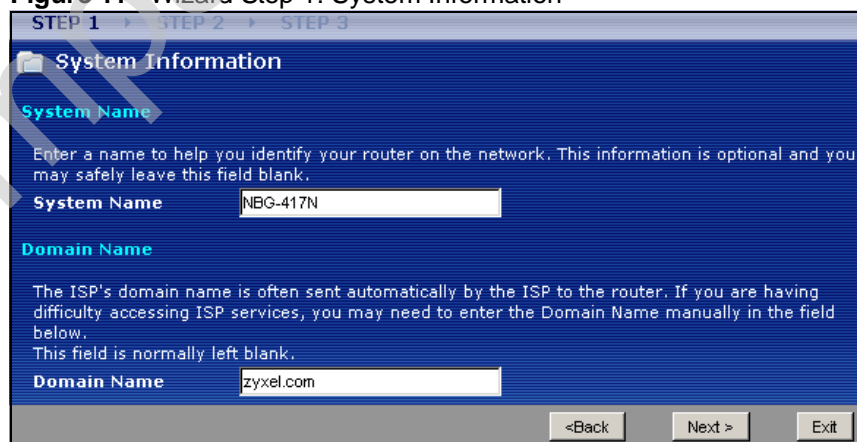 Figure 11 Wizard Step 1: System Information
STEP 1 STEP 2 STEP 3
System Information
System Name
Enter a name to help you identify your router on the network. This information is optional and you
may safely leave this field blank.
System Name NBG-417N
Domain Name
The ISP's domain name is often sent automatically by the ISP to the router. If you are having
difficulty accessing ISP services, you may need to enter the Domain Name manually in the field
below.
This field is normally left blank.
Domain Name zyxel.com
<Back Next > Exit